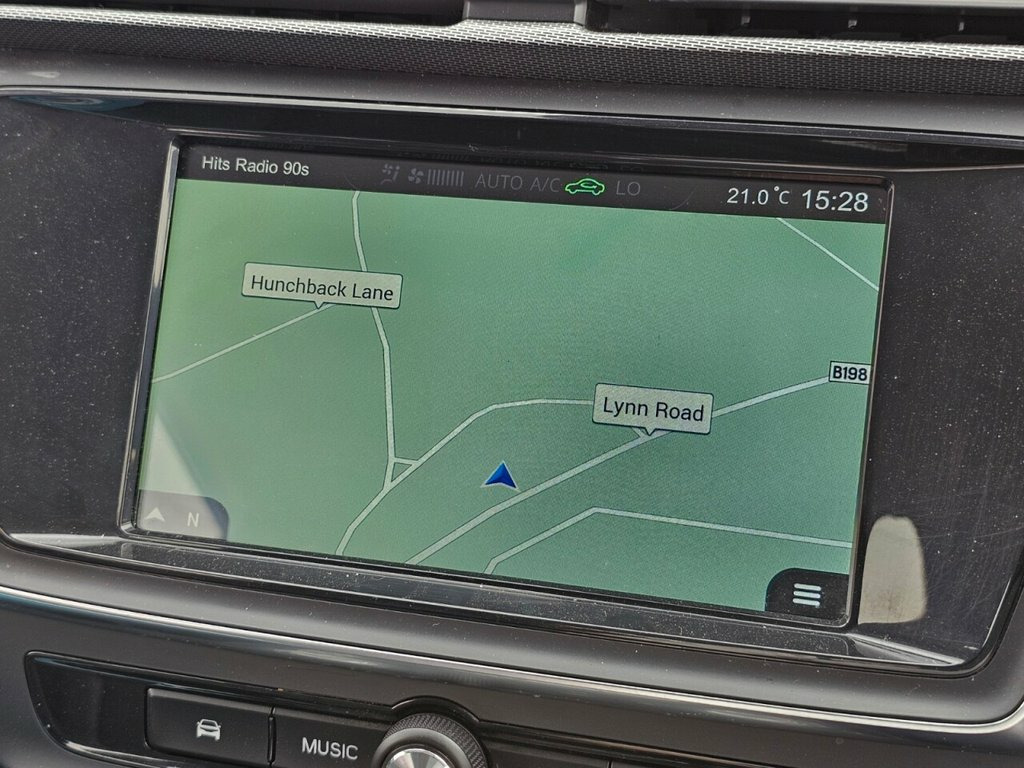 Hits Radio 90s
AUTO A/C LO
21.0°C 15:28
Hunchback Lane
B198
Lynn Road
N
MUSIC